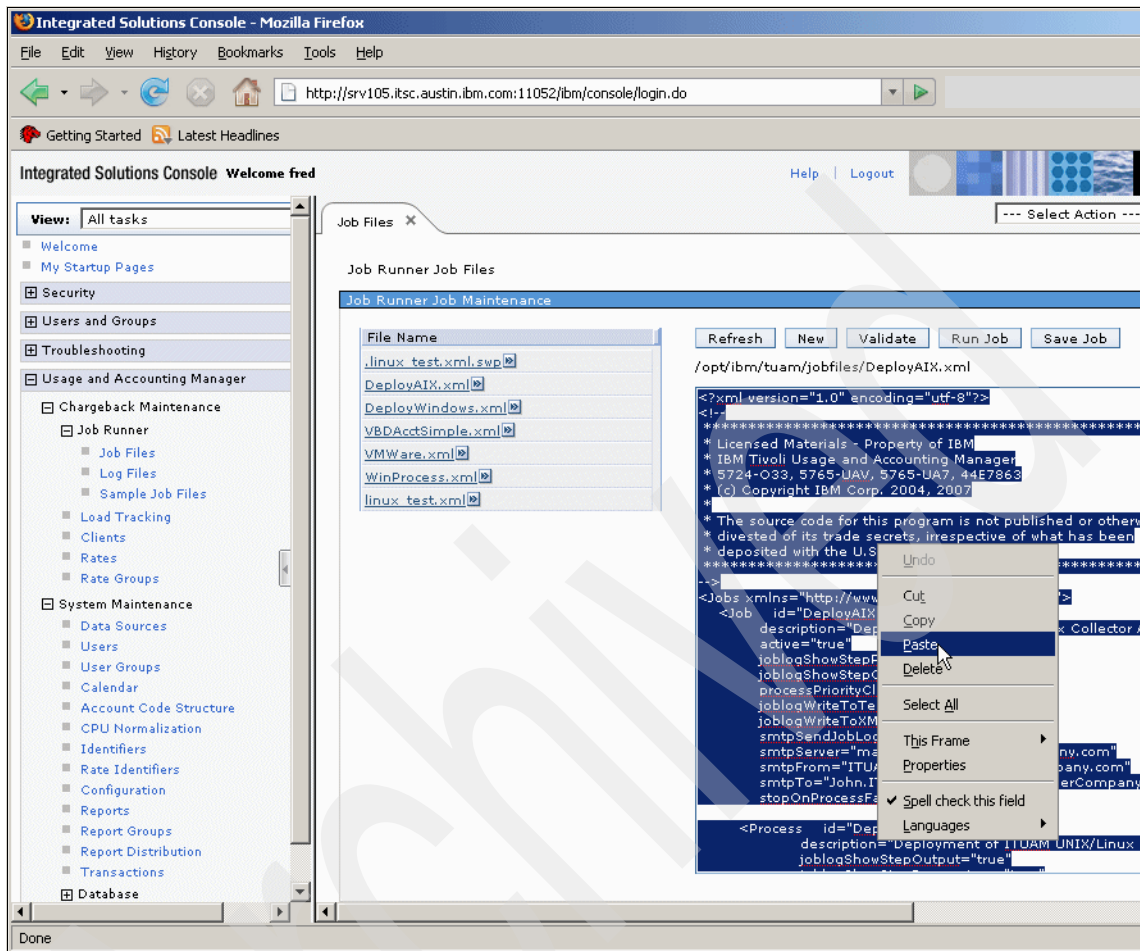 Integrated Solutions Console - Mozilla Firefox
File Edit View History Bookmarks Tools Help
http://srv105.itsc.austin.ibm.com:11052/ibm/console/login.do
Getting Started Latest Headlines
Integrated Solutions Console Welcome fred Help | Logout
View: All tasks
Job Files --- Select Action ---
Welcome
My Startup Pages
Security
Users and Groups
Troubleshooting
Usage and Accounting Manager
Chargeback Maintenance
Job Runner
Job Files
Log Files
Sample Job Files
Load Tracking
Clients
Rates
Rate Groups
System Maintenance
Data Sources
Users
User Groups
Calendar
Account Code Structure
CPU Normalization
Identifiers
Rate Identifiers
Configuration
Reports
Report Groups
Report Distribution
Transactions
Database
Job Runner Job Files
Job Runner Job Maintenance
File Name
.linux_test.xml.swp
DeployAIX.xml
DeployWindows.xml
VBDAcctSimple.xml
VMWare.xml
WinProcess.xml
linux_test.xml
Refresh New Validate Run Job Save Job
/opt/ibm/tuam/jobfiles/DeployAIX.xml
<?xml version="1.0" encoding="utf-8"?>
<!--
* Licensed Materials - Property of IBM
* IBM Tivoli Usage and Accounting Manager
* 5724-O33, 5765-UAV, 5765-UA7, 44E7863
* (c) Copyright IBM Corp. 2004, 2007
*
* The source code for this program is not published or otherw
* divested of its trade secrets, irrespective of what has been
* deposited with the U.S
-->
<Jobs xmlns="http://www ">
<Job id="DeployAIX
description="Dep x Collector A
active="true"
joblogShowStepP
joblogShowStepO
processPriorityCl
joblogWriteToTe
joblogWriteToXM
smtpSendJobLog
smtpServer="ma ny.com"
smtpFrom="ITUA pany.com"
smtpTo="John.IT erCompany
stopOnProcessFa
<Process id="Dep
description="Deployment of ITUAM UNIX/Linux
joblogShowStepOutput="true"
Undo
Cut
Copy
Paste
Delete
Select All
This Frame
Properties
Spell check this field
Languages
Done
Archived